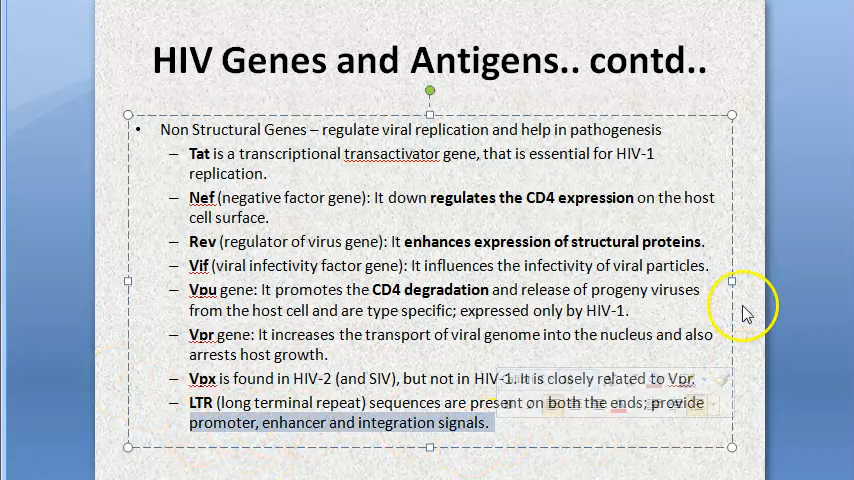 HIV Genes and Antigens.. contd..
• Non Structural Genes – regulate viral replication and help in pathogenesis
– Tat is a transcriptional transactivator gene, that is essential for HIV-1
replication.
– Nef (negative factor gene): It down regulates the CD4 expression on the host
cell surface.
– Rev (regulator of virus gene): It enhances expression of structural proteins.
– Vif (viral infectivity factor gene): It influences the infectivity of viral particles.
– Vpu gene: It promotes the CD4 degradation and release of progeny viruses
from the host cell and are type specific; expressed only by HIV-1.
– Vpr gene: It increases the transport of viral genome into the nucleus and also
arrests host growth.
– Vpx is found in HIV-2 (and SIV), but not in HIV-1. It is closely related to Vpr.
– LTR (long terminal repeat) sequences are present on both the ends; provide
promoter, enhancer and integration signals.